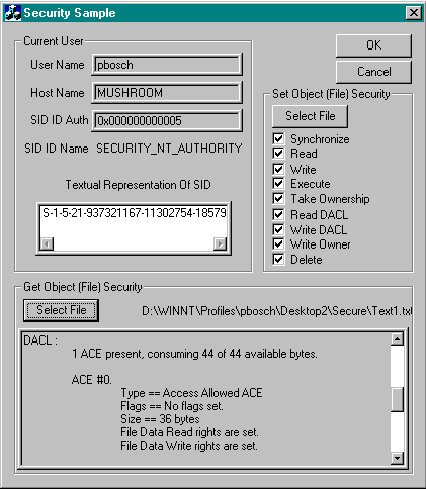 Security Sample
Current User
User Name pbosch
Host Name MUSHROOM
SID ID Auth 0x000000000005
SID ID Name SECURITY_NT_AUTHORITY
Textual Representation Of SID
S-1-5-21-937321167-11302754-18579
OK
Cancel
Set Object (File) Security
Select File
Synchronize
Read
Write
Execute
Take Ownership
Read DACL
Write DACL
Write Owner
Delete
Get Object (File) Security
Select File D:\WINNT\Profiles\pbosch\Desktop2\Secure\Text1.txt
DACL :
1 ACE present, consuming 44 of 44 available bytes.
ACE #0.
Type == Access Allowed ACE
Flags == No flags set.
Size == 36 bytes
File Data Read rights are set.
File Data Write rights are set.